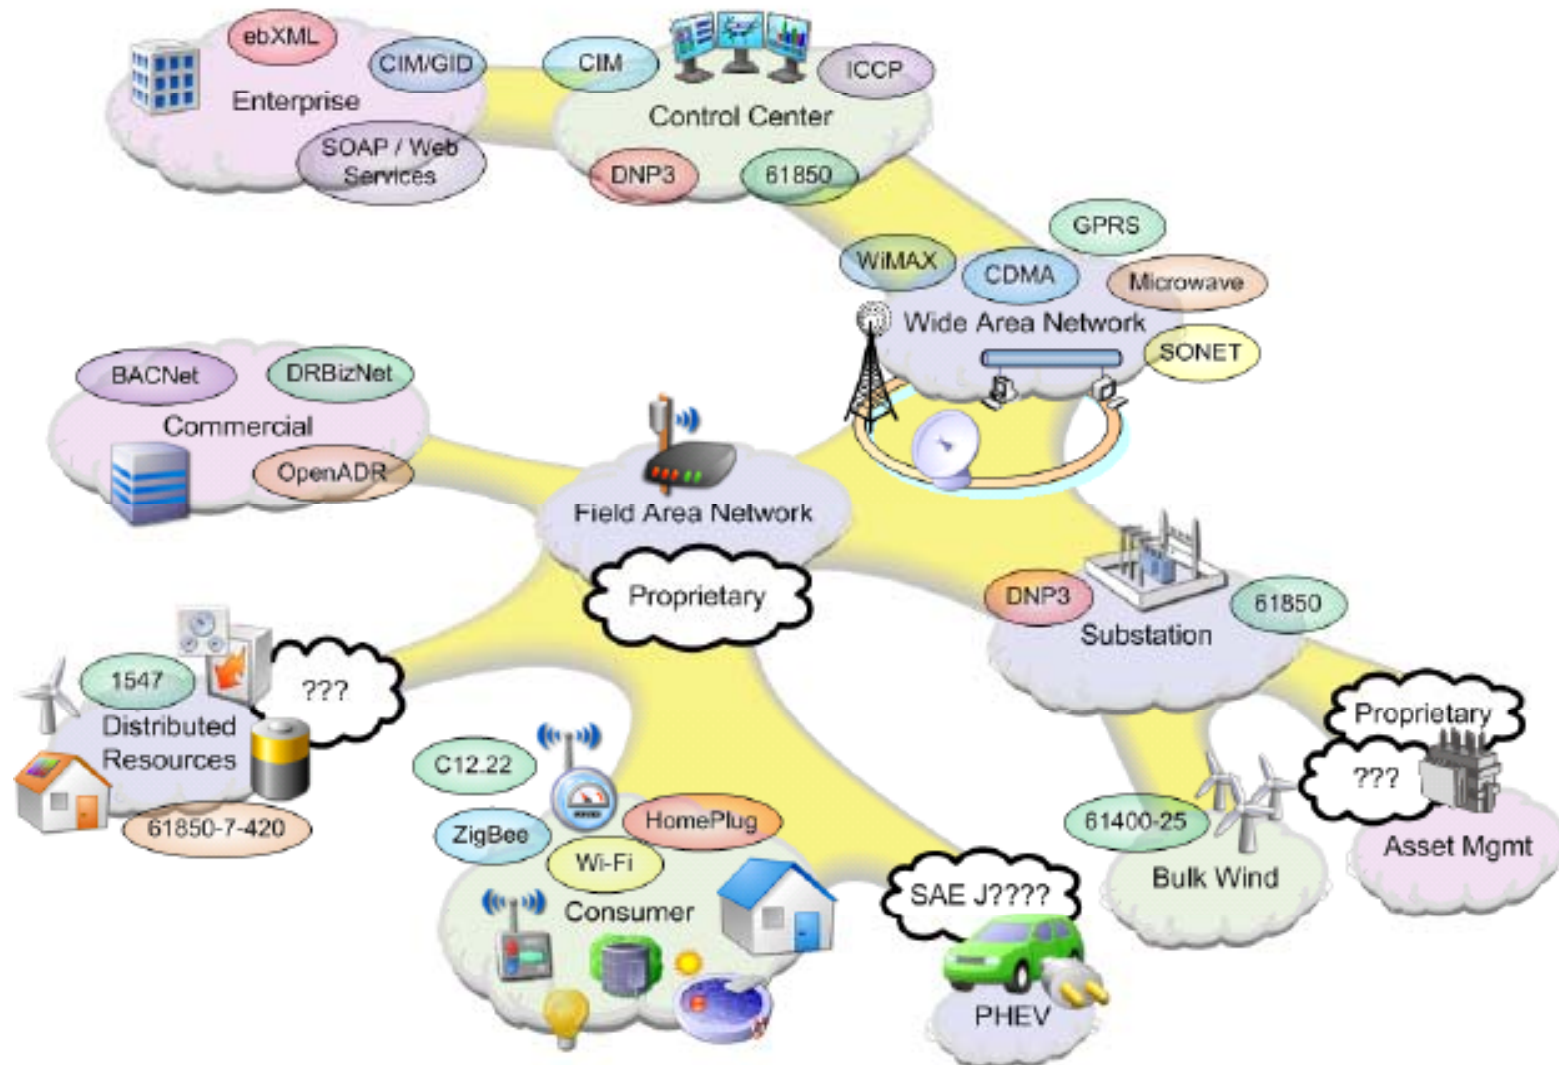 ebXML
CIM/GID
Enterprise
SOAP / Web
Services
CIM
ICCP
Control Center
DNP3
61850
GPRS
WiMAX
CDMA
Microwave
Wide Area Network
SONET
BACNet
DRBizNet
Commercial
OpenADR
Field Area Network
Proprietary
DNP3
61850
Substation
1547
???
Distributed
Resources
61850-7-420
C12.22
ZigBee
HomePlug
Wi-Fi
Consumer
SAE J????
PHEV
61400-25
Bulk Wind
Proprietary
???
Asset Mgmt